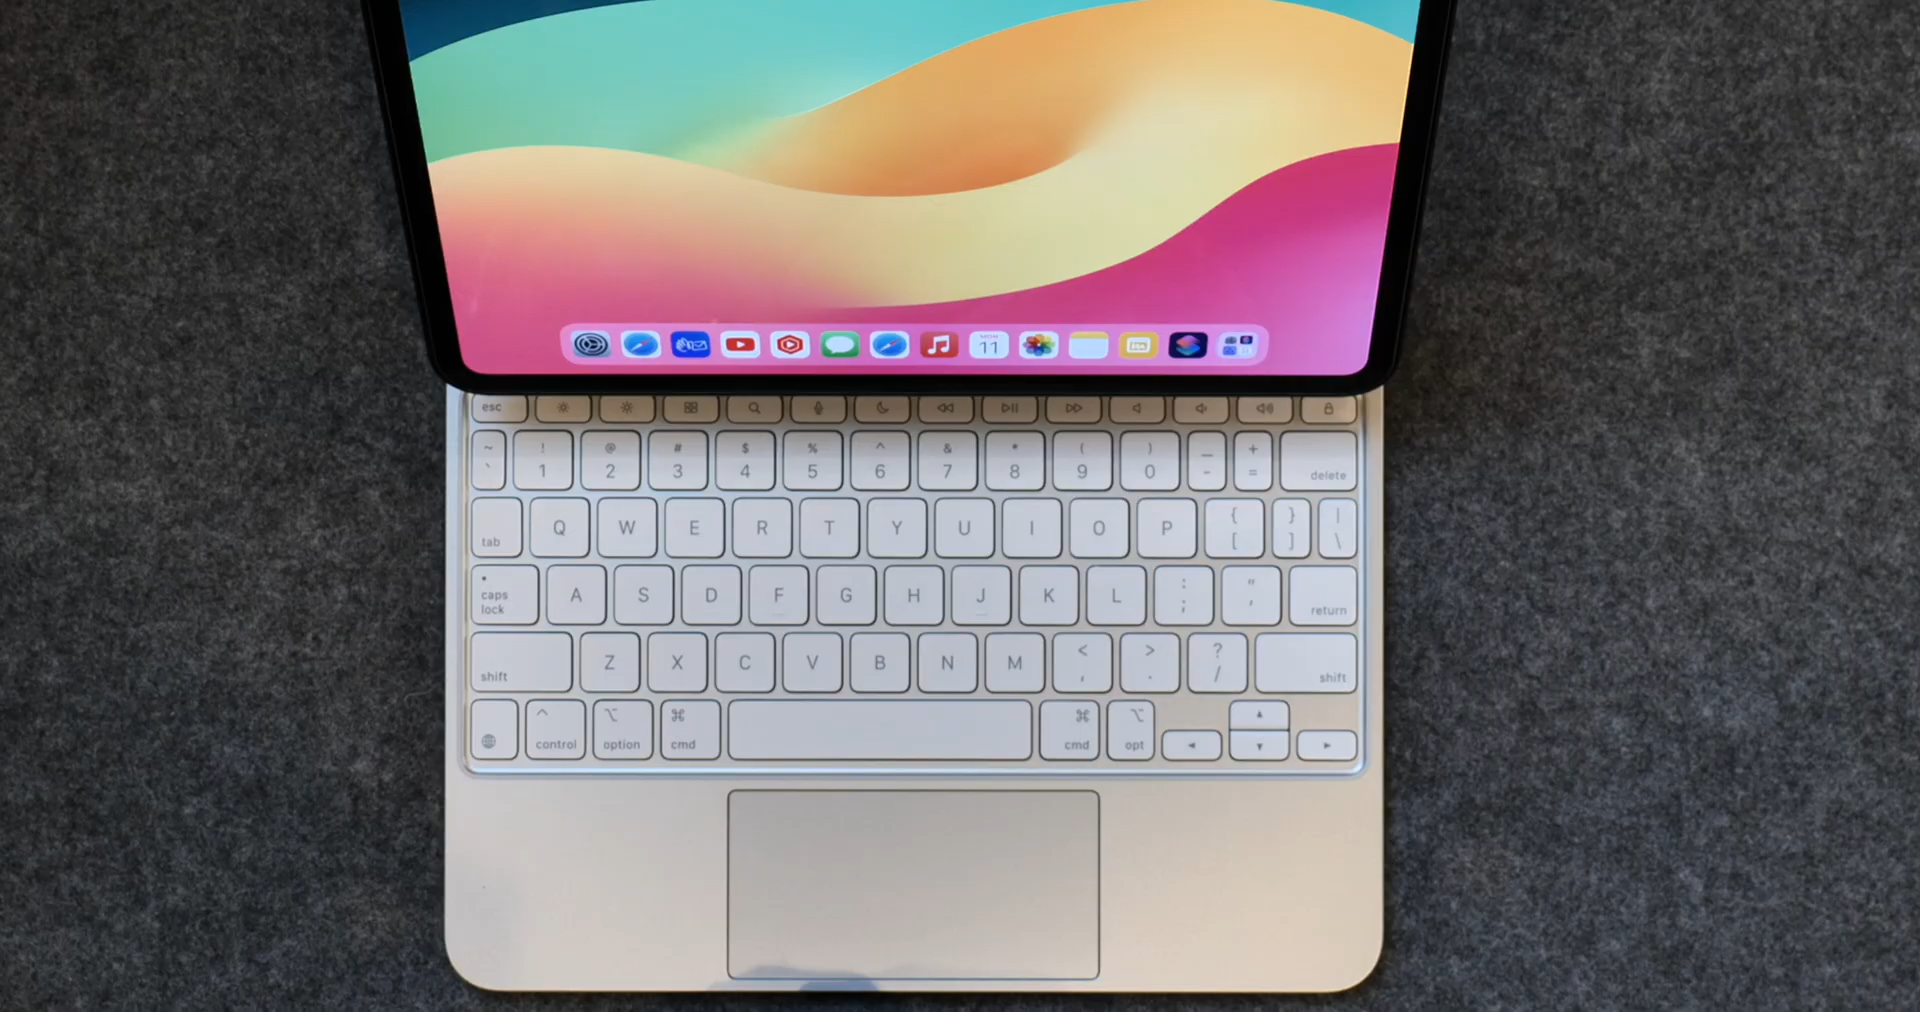 MON
11
esc
~ ! @ # $ % ^ & * ( ) _ +
` 1 2 3 4 5 6 7 8 9 0 - = delete
{ } |
tab Q W E R T Y U I O P [ ] \
caps lock A S D F G H J K L : ; " ' return
< > ?
shift Z X C V B N M , . / shift
control option cmd cmd opt